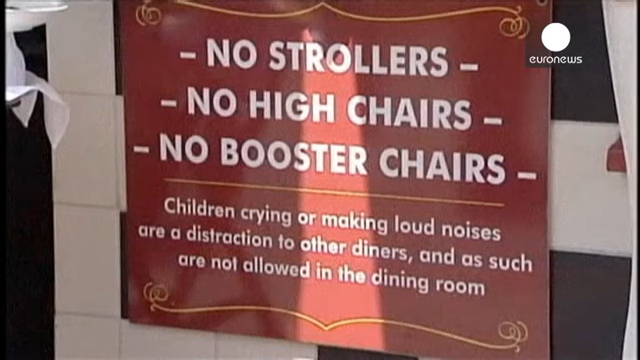 euronews
– NO STROLLERS –
– NO HIGH CHAIRS –
– NO BOOSTER CHAIRS –
Children crying or making loud noises
are a distraction to other diners, and as such
are not allowed in the dining room